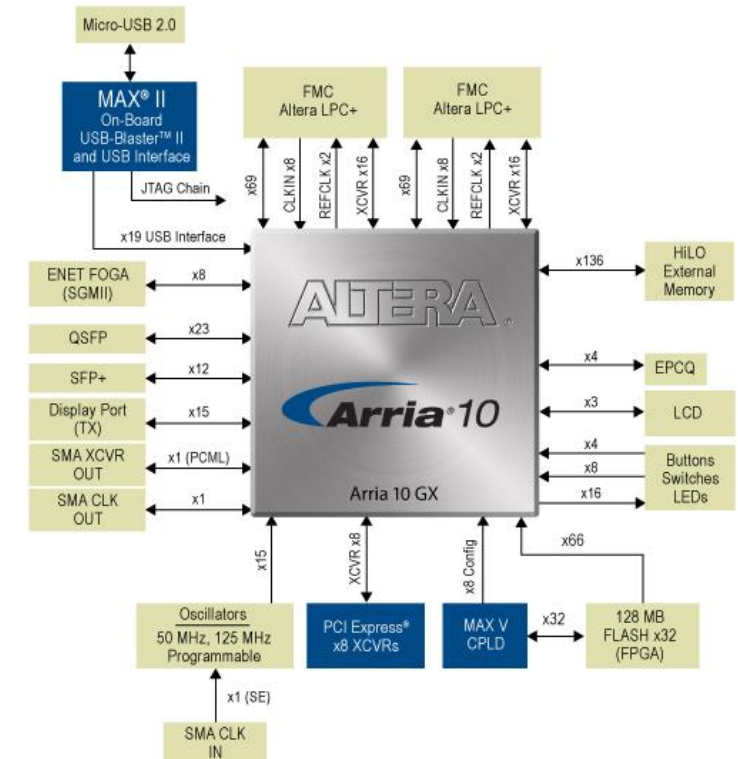 Micro-USB 2.0
MAX® II
On-Board
USB-Blaster™ II
and USB Interface
JTAG Chain
x19 USB Interface
FMC
Altera LPC+
x69
CLKIN x8
REFCLK x2
XCVR x16
FMC
Altera LPC+
x69
CLKIN x8
REFCLK x2
XCVR x16
ENET FOGA
(SGMII)
x8
QSFP
x23
SFP+
x12
Display Port
(TX)
x15
SMA XCVR
OUT
x1 (PCML)
SMA CLK
OUT
x1
ALTERA®
Arria® 10
Arria 10 GX
x136
HiLO
External
Memory
x4
EPCQ
x3
LCD
x4
x8
x16
Buttons
Switches
LEDs
x15
XCVR x8
x8 Config
x66
Oscillators
50 MHz, 125 MHz
Programmable
PCI Express®
x8 XCVRs
MAX V
CPLD
x32
128 MB
FLASH x32
(FPGA)
x1 (SE)
SMA CLK
IN